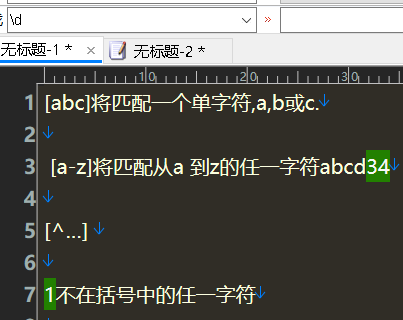 \d
»
无标题-1 *
×
无标题-2 *
10 20 30
1 [abc]将匹配一个单字符,a,b或c.↓
2 ↓
3 [a-z]将匹配从a 到z的任一字符abcd34
4 ↓
5 [^...] ↓
6 ↓
7 1不在括号中的任一字符↓